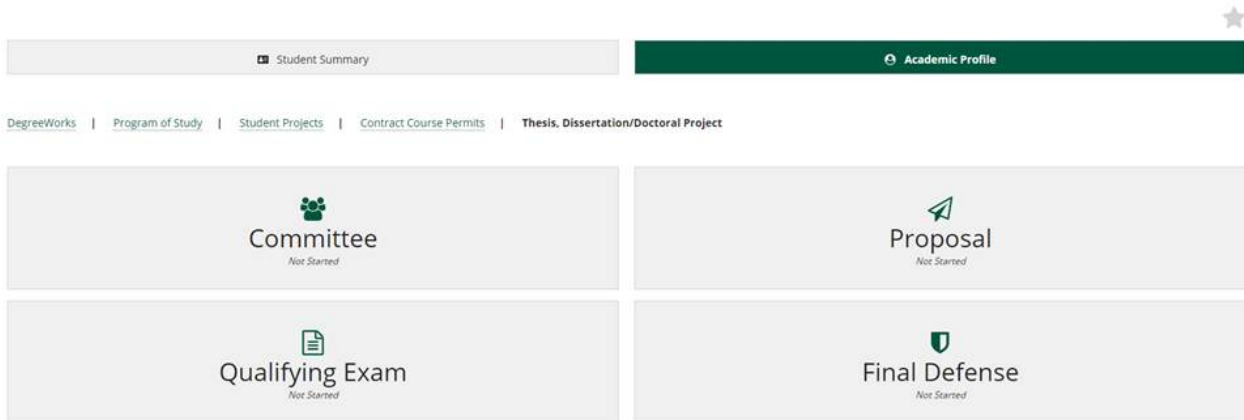 Student Summary
Academic Profile
DegreeWorks | Program of Study | Student Projects | Contract Course Permits | Thesis, Dissertation/Doctoral Project
Committee
Not Started
Proposal
Not Started
Qualifying Exam
Not Started
Final Defense
Not Started